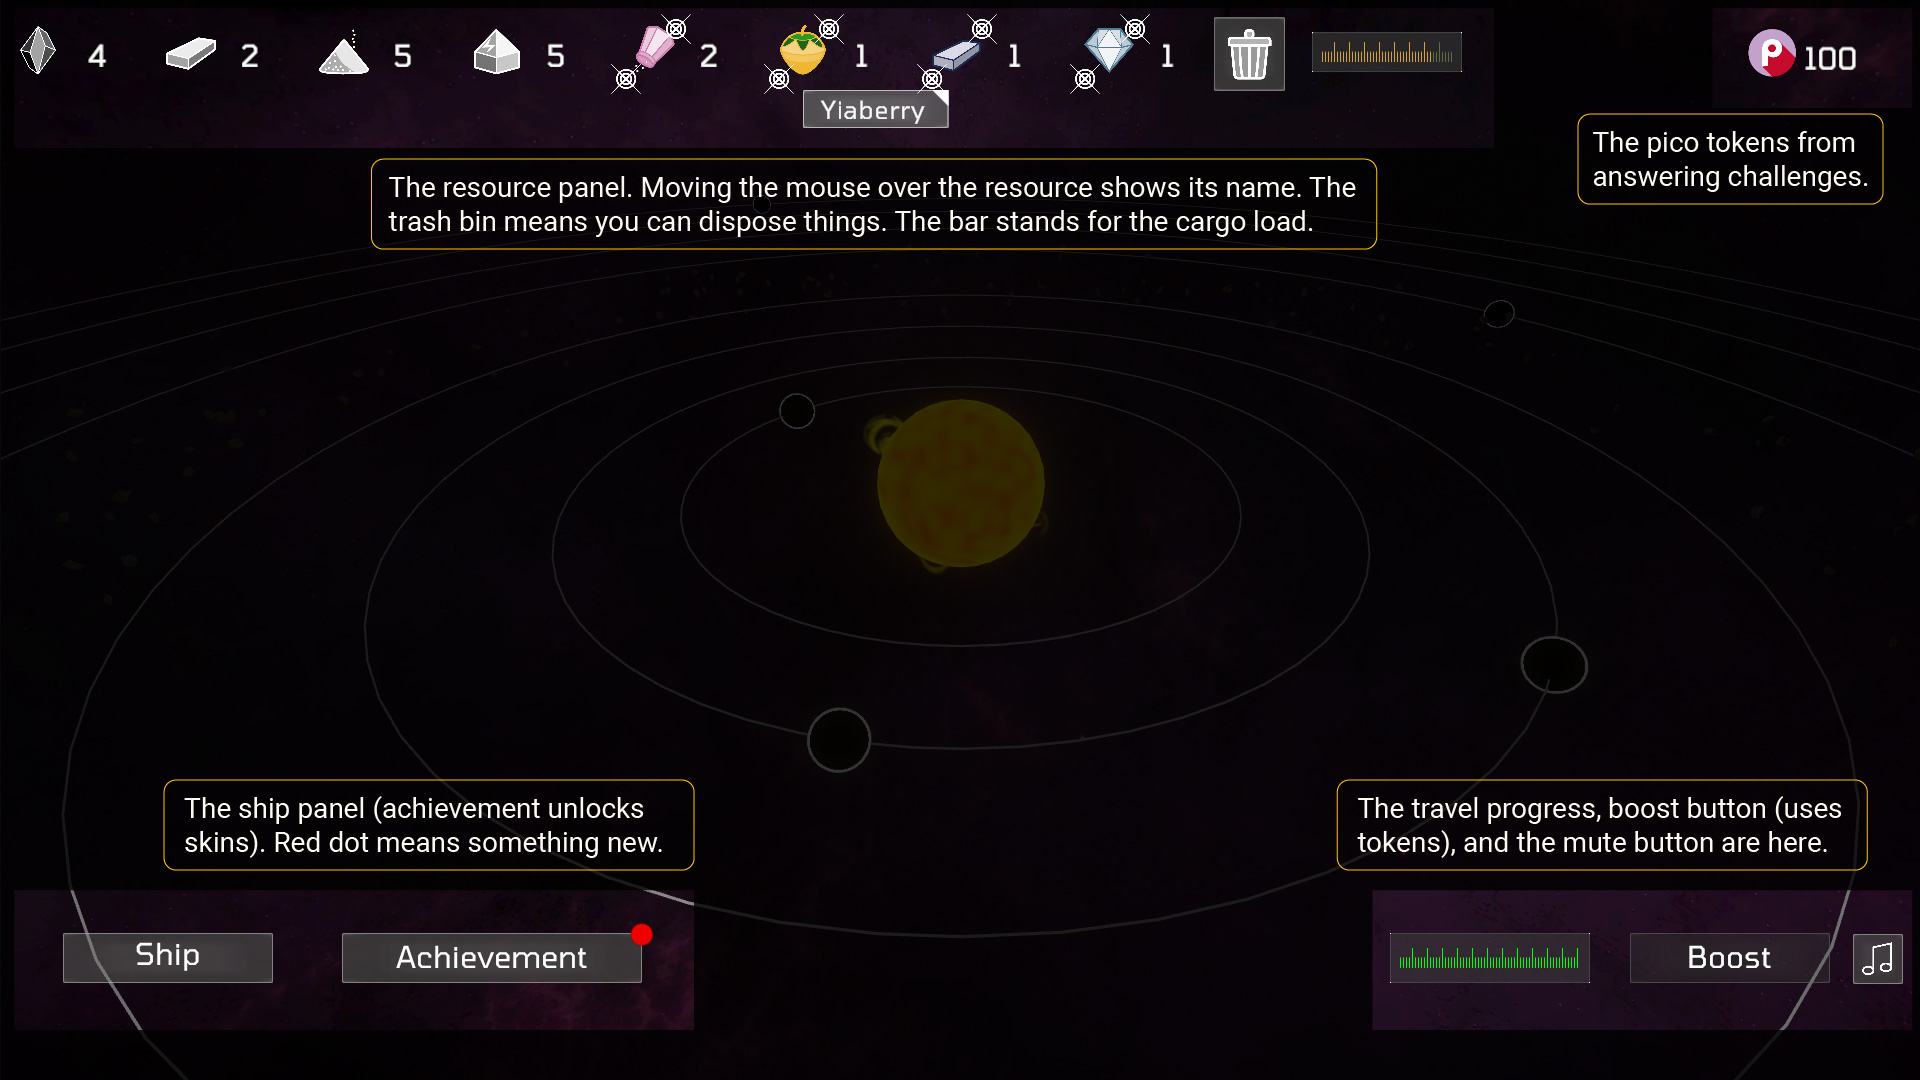 4 2 5 5 2 1 1 1
P 100
Yiaberry
The pico tokens from
answering challenges.
The resource panel. Moving the mouse over the resource shows its name. The
trash bin means you can dispose things. The bar stands for the cargo load.
The ship panel (achievement unlocks
skins). Red dot means something new.
The travel progress, boost button (uses
tokens), and the mute button are here.
Ship
Achievement
Boost